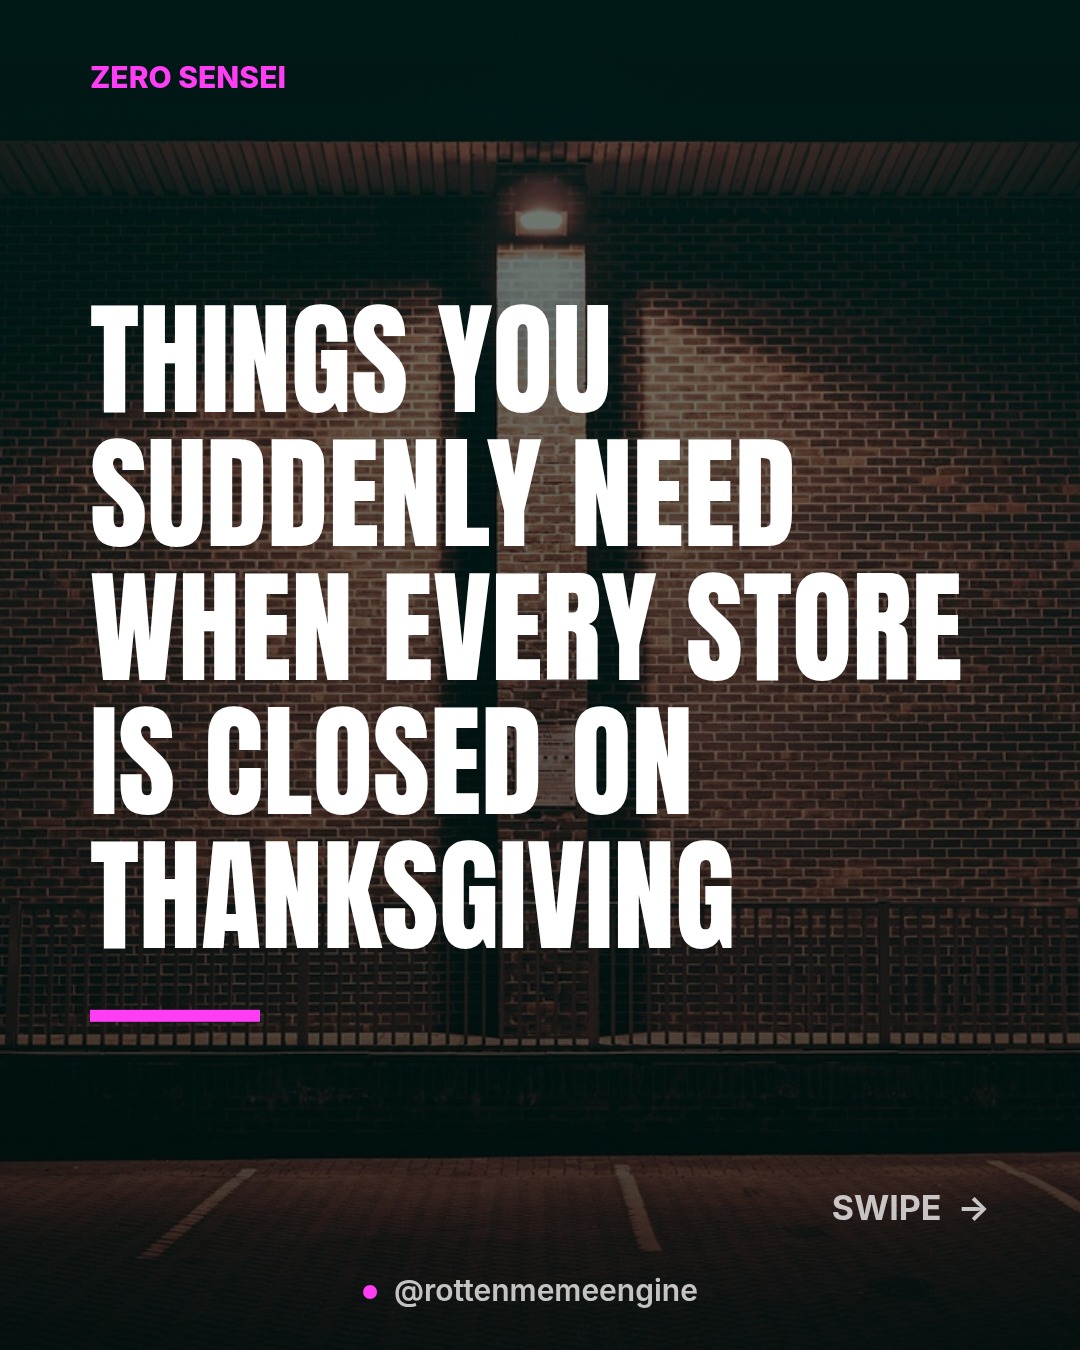 ZERO SENSEI
THINGS YOU
SUDDENLY NEED
WHEN EVERY STORE
IS CLOSED ON
THANKSGIVING
SWIPE →
@rottenmemeengine